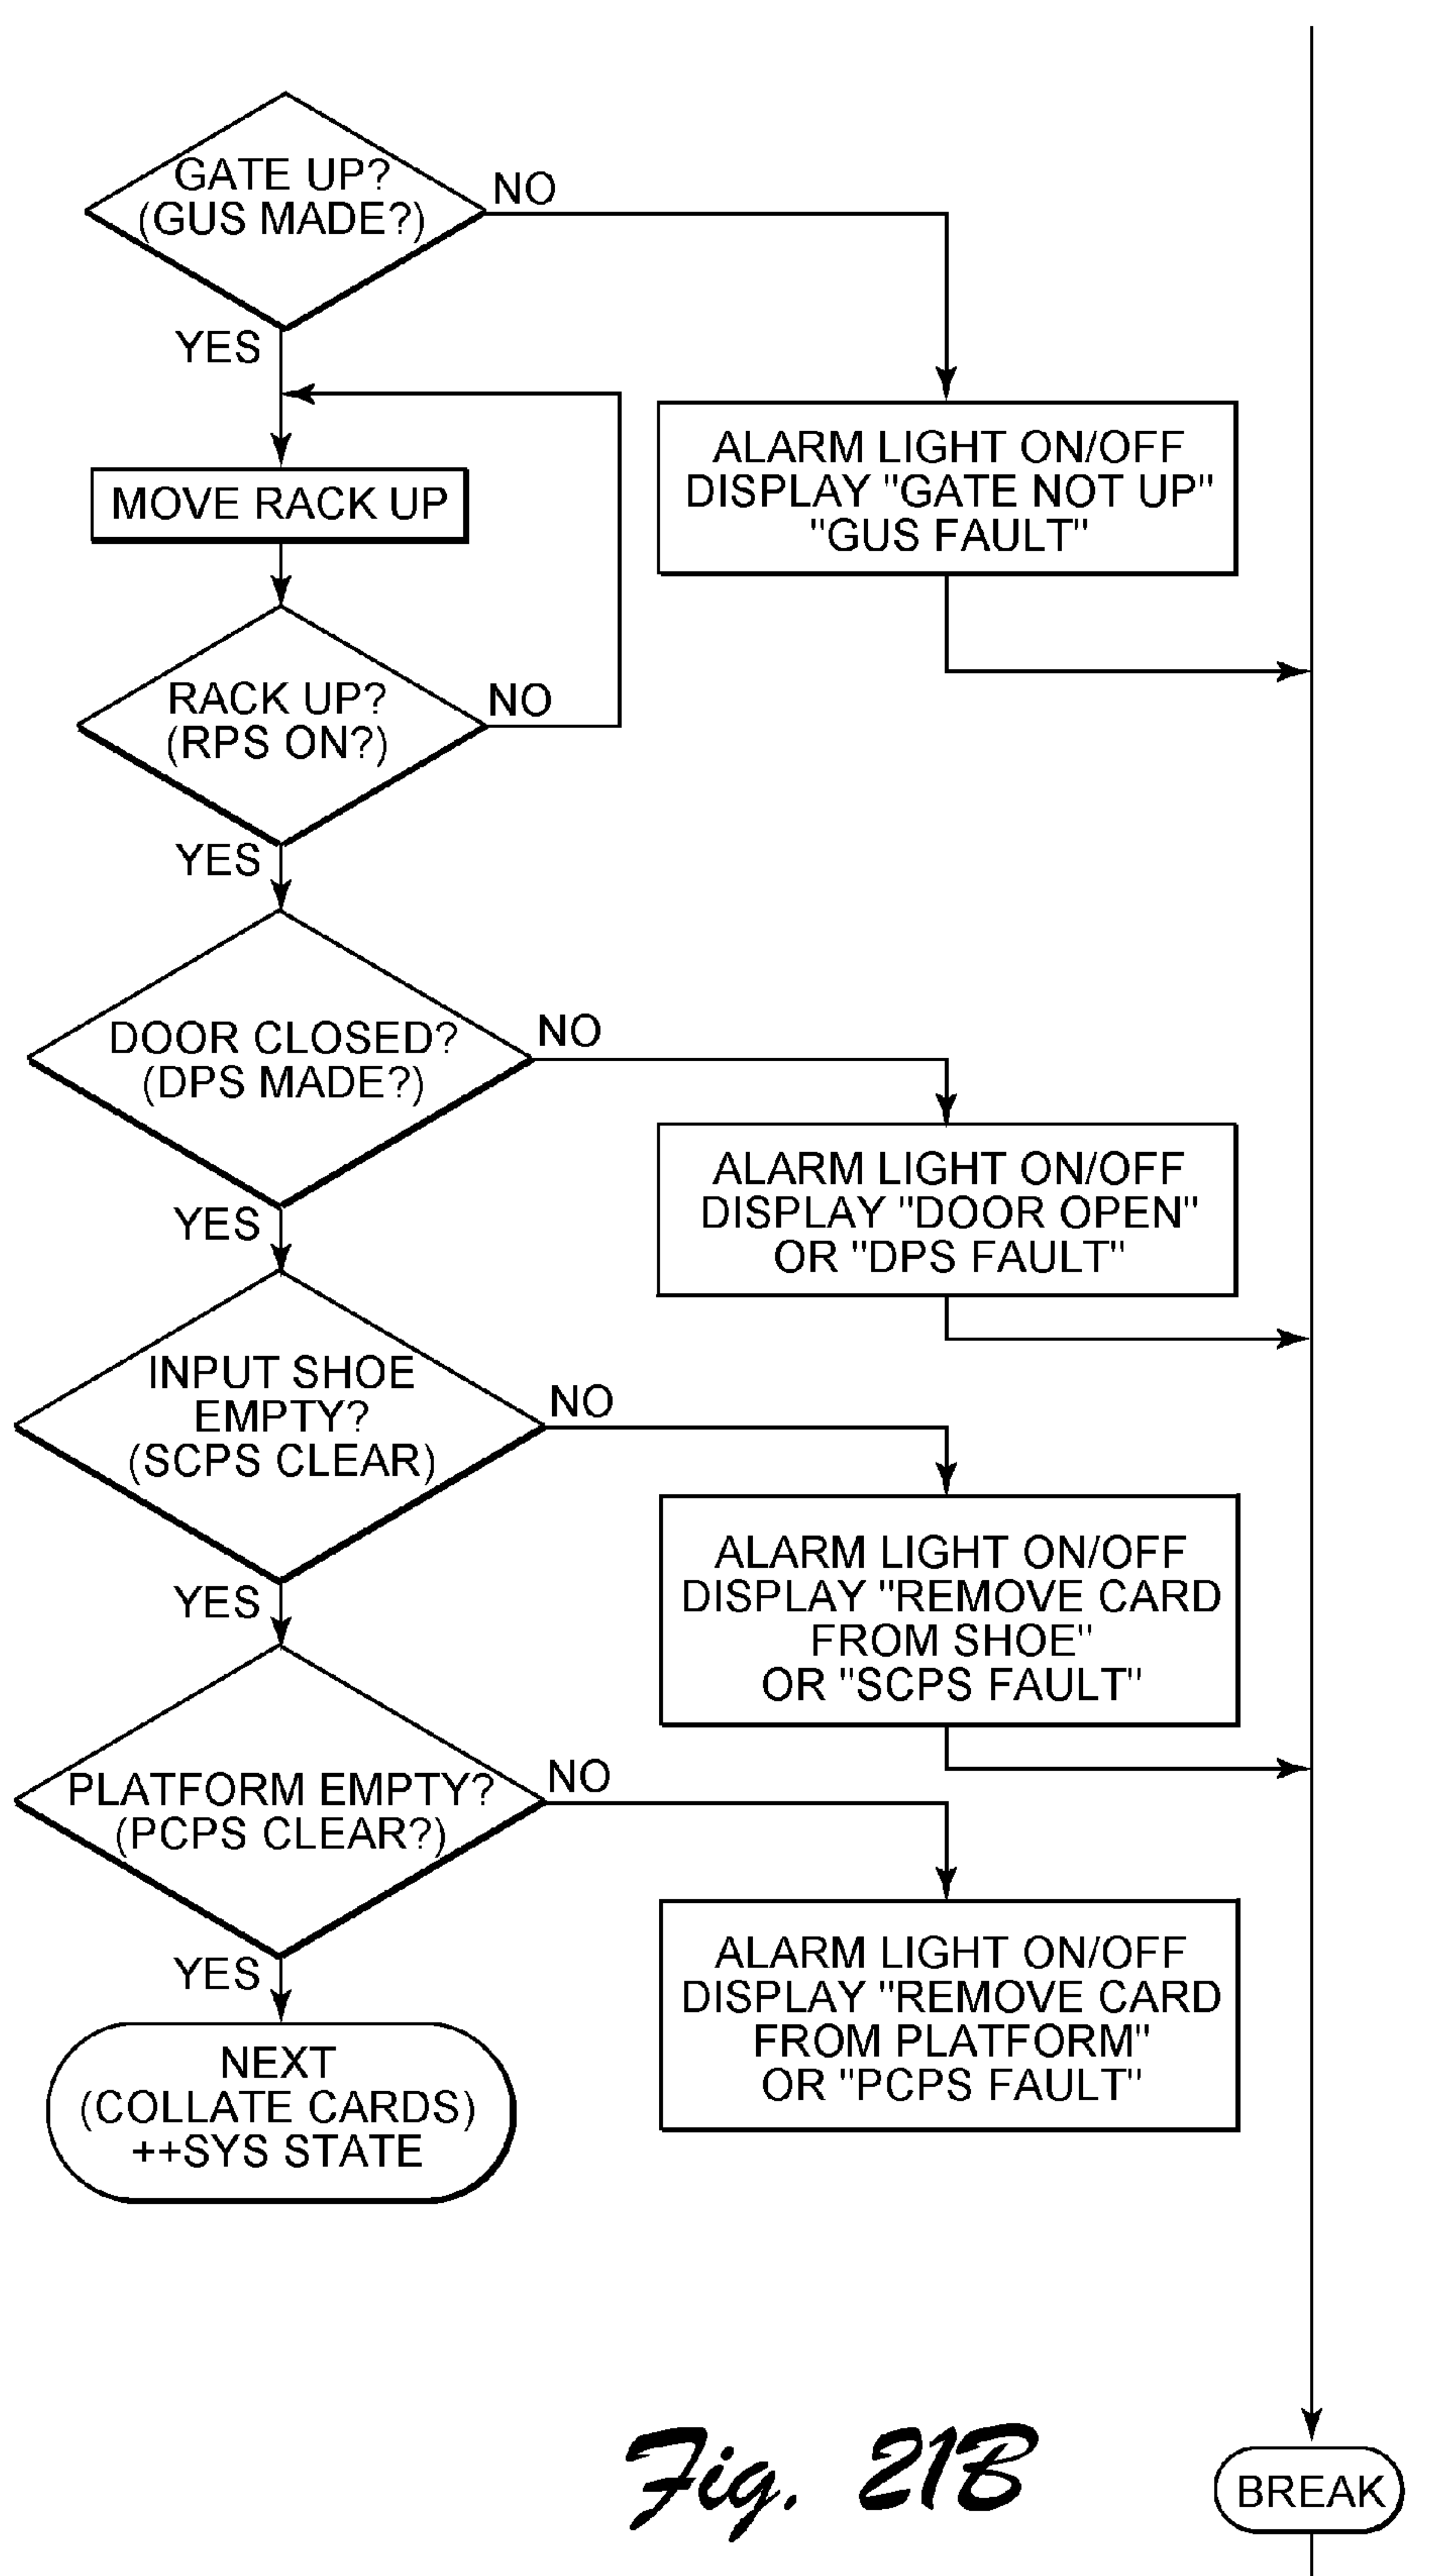 GATE UP?
(GUS MADE?)
NO
YES
ALARM LIGHT ON/OFF
DISPLAY "GATE NOT UP"
"GUS FAULT"
MOVE RACK UP
RACK UP?
(RPS ON?)
NO
YES
DOOR CLOSED?
(DPS MADE?)
NO
ALARM LIGHT ON/OFF
DISPLAY "DOOR OPEN"
OR "DPS FAULT"
YES
INPUT SHOE
EMPTY?
(SCPS CLEAR)
NO
ALARM LIGHT ON/OFF
DISPLAY "REMOVE CARD
FROM SHOE"
OR "SCPS FAULT"
YES
PLATFORM EMPTY?
(PCPS CLEAR?)
NO
ALARM LIGHT ON/OFF
DISPLAY "REMOVE CARD
FROM PLATFORM"
OR "PCPS FAULT"
YES
NEXT
(COLLATE CARDS)
++SYS STATE
BREAK
Fig. 21B